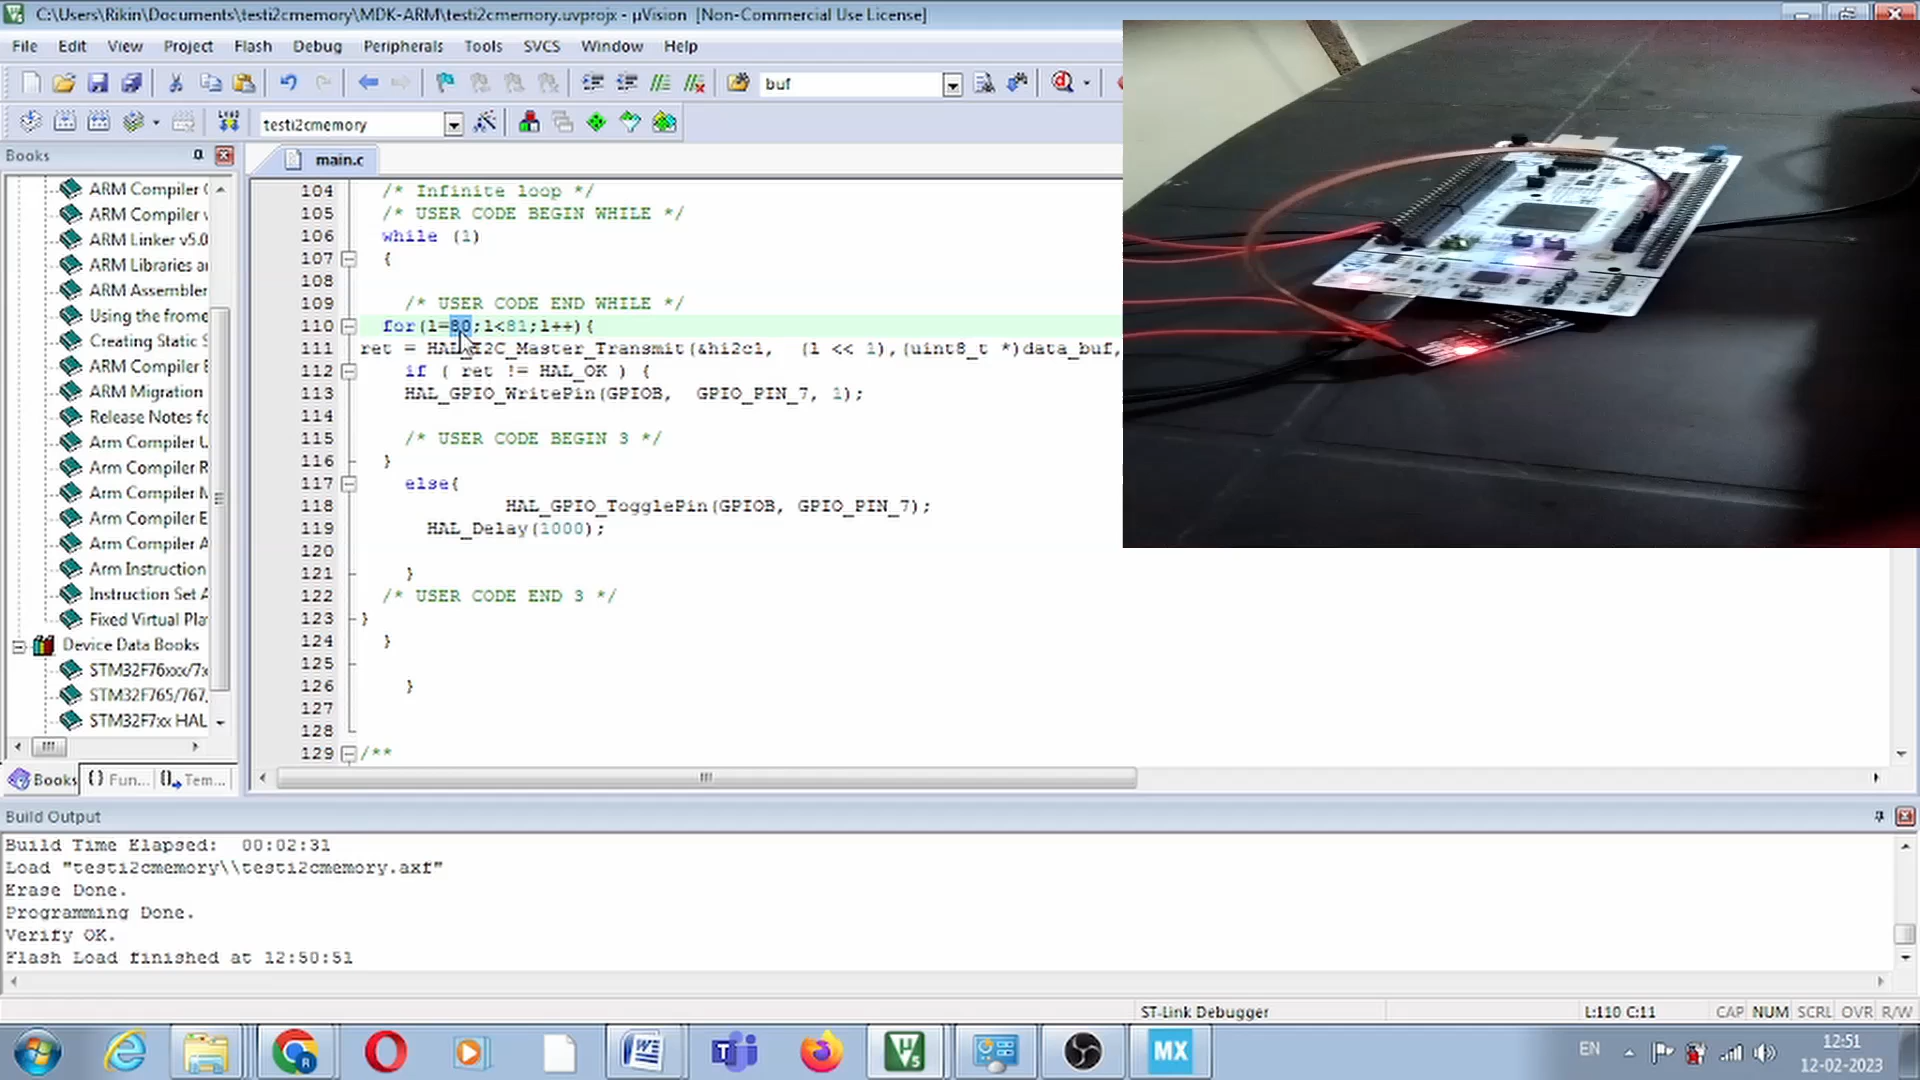 C:\Users\Rikin\Documents\testi2cmemory\MDK-ARM\testi2cmemory.uvprojx - µVision [Non-Commercial Use License]
File Edit View Project Flash Debug Peripherals Tools SVCS Window Help
buf
LOAD
testi2cmemory
Books
main.c
ARM Compiler
ARM Compiler
ARM Linker v5.0
ARM Libraries a
ARM Assembler
Using the frome
Creating Static S
ARM Compiler E
ARM Migration
Release Notes fo
Arm Compiler U
Arm Compiler R
Arm Compiler M
Arm Compiler E
Arm Compiler A
Arm Instruction
Instruction Set A
Fixed Virtual Pla
Device Data Books
STM32F76xxx/7x
STM32F765/767,
STM32F7xx HAL
Books {} Fun... Tem...
104 /* Infinite loop */
105 /* USER CODE BEGIN WHILE */
106 while (1)
107 {
108
109 /* USER CODE END WHILE */
110 for(l=80;l<81;l++){
111 ret = HAL_I2C_Master_Transmit(&hi2c1, (l << 1),(uint8_t *)data_buf,
112 if ( ret != HAL_OK ) {
113 HAL_GPIO_WritePin(GPIOB, GPIO_PIN_7, 1);
114
115 /* USER CODE BEGIN 3 */
116 }
117 else{
118 HAL_GPIO_TogglePin(GPIOB, GPIO_PIN_7);
119 HAL_Delay(1000);
120
121 }
122 /* USER CODE END 3 */
123 }
124 }
125
126 }
127
128
129 /**
Build Output
Build Time Elapsed: 00:02:31
Load "testi2cmemory\\testi2cmemory.axf"
Erase Done.
Programming Done.
Verify OK.
Flash Load finished at 12:50:51
ST-Link Debugger L:110 C:11 CAP NUM SCRL OVR R/W
MX
EN
12:51
12-02-2023